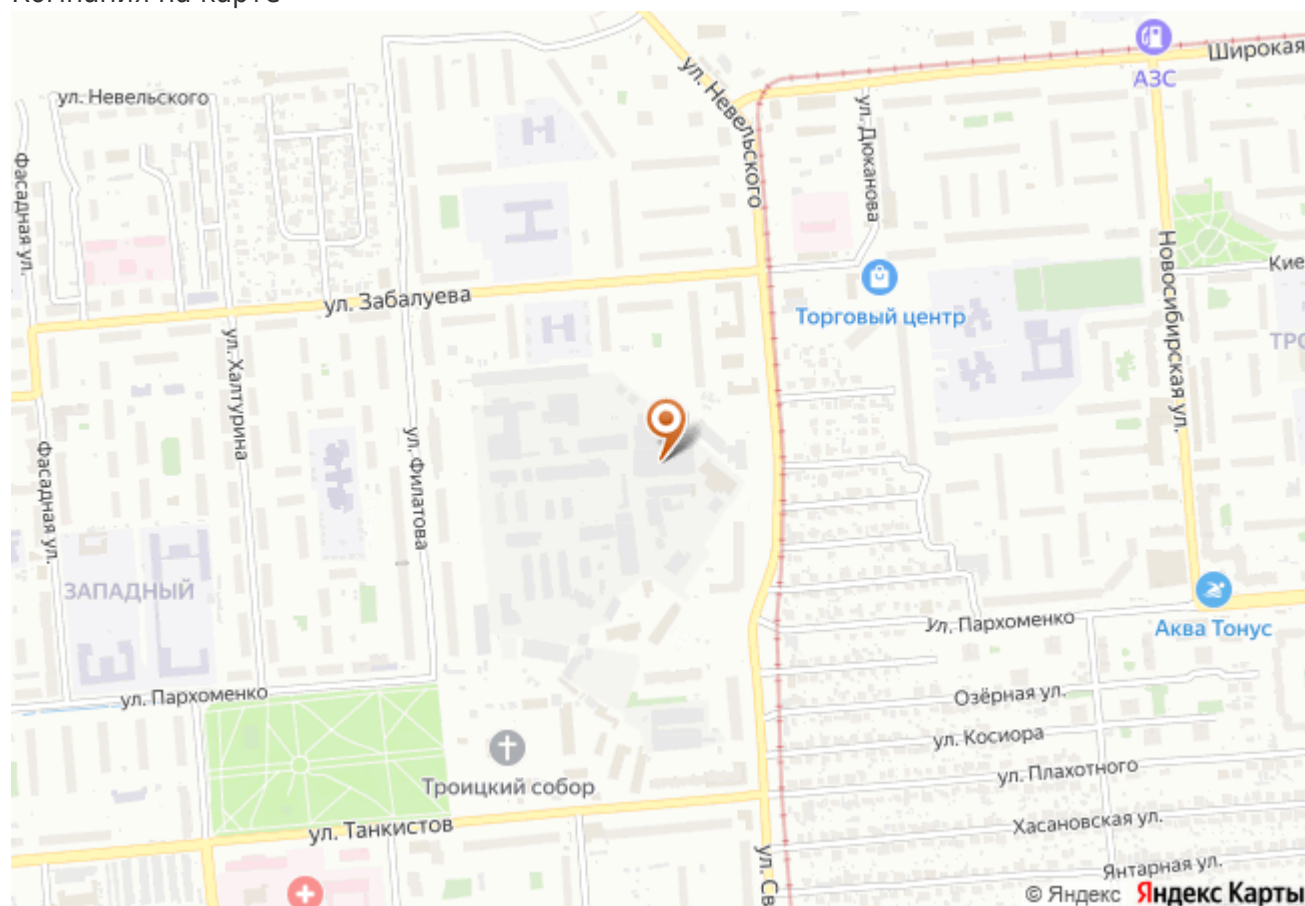 Компания на карте
Широкая
АЗС
ул. Невельского
ул. Невельского
ул. Дюканова
Фасадная ул.
Новосибирская ул.
Кие
ул. Забалуева
Торговый центр
ТРО
ул. Халтурина
ул. Филатова
Фасадная ул.
ЗАПАДНЫЙ
Ул. Пархоменко
Аква Тонус
ул. Пархоменко
Озёрная ул.
ул. Косиора
Троицкий собор
ул. Плахотного
ул. Танкистов
Хасановская ул.
ул. Св
Янтарная ул.
© Яндекс Яндекс Карты